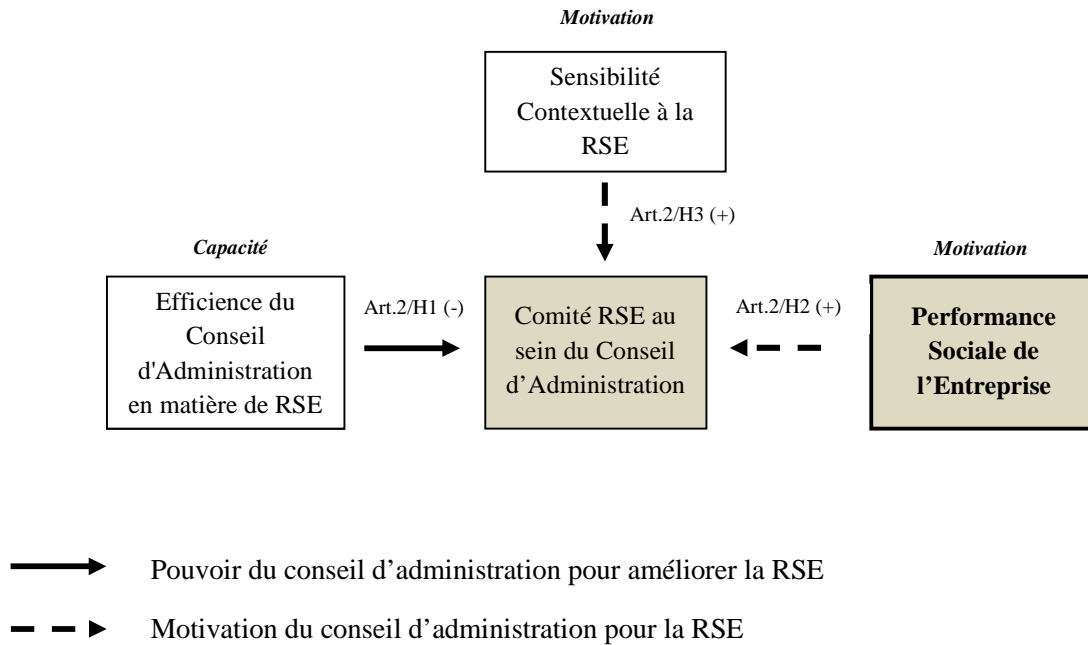 Motivation
Sensibilité
Contextuelle à la
RSE
Art.2/H3 (+)
Capacité
Motivation
Efficience du
Conseil
d'Administration
en matière de RSE
Art.2/H1 (-)
Comité RSE au
sein du Conseil
d’Administration
Art.2/H2 (+)
Performance
Sociale de
l’Entreprise
Pouvoir du conseil d’administration pour améliorer la RSE
Motivation du conseil d’administration pour la RSE